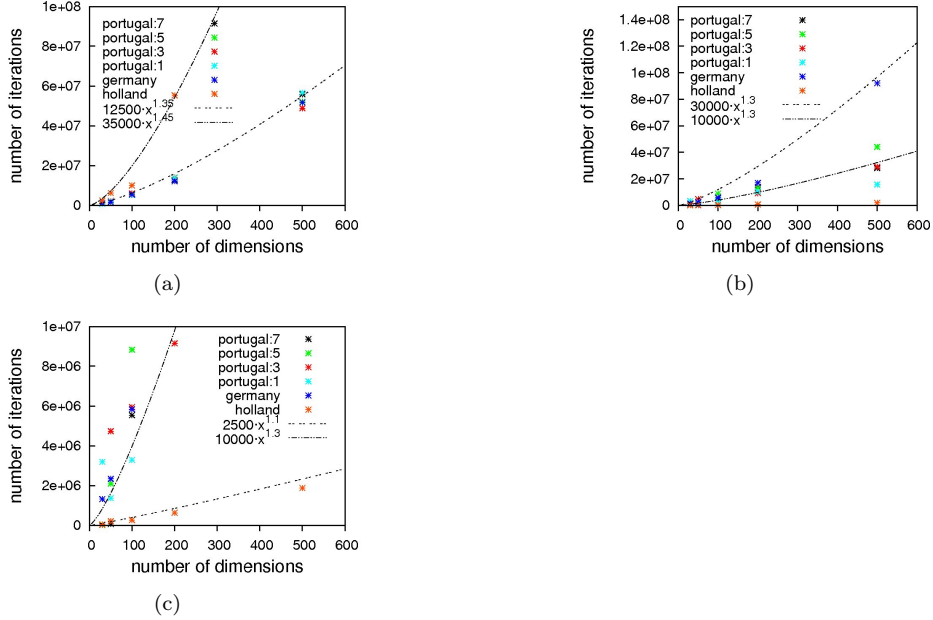 1e+08
8e+07
6e+07
4e+07
2e+07
0
number of iterations
portugal:7
portugal:5
portugal:3
portugal:1
germany
holland
12500·x^1.35
35000·x^1.45
0 100 200 300 400 500 600
number of dimensions
(a)
1.4e+08
1.2e+08
1e+08
8e+07
6e+07
4e+07
2e+07
0
number of iterations
portugal:7
portugal:5
portugal:3
portugal:1
germany
holland
30000·x^1.3
10000·x^1.3
0 100 200 300 400 500 600
number of dimensions
(b)
1e+07
8e+06
6e+06
4e+06
2e+06
0
number of iterations
portugal:7
portugal:5
portugal:3
portugal:1
germany
holland
2500·x^1.1
10000·x^1.3
0 100 200 300 400 500 600
number of dimensions
(c)